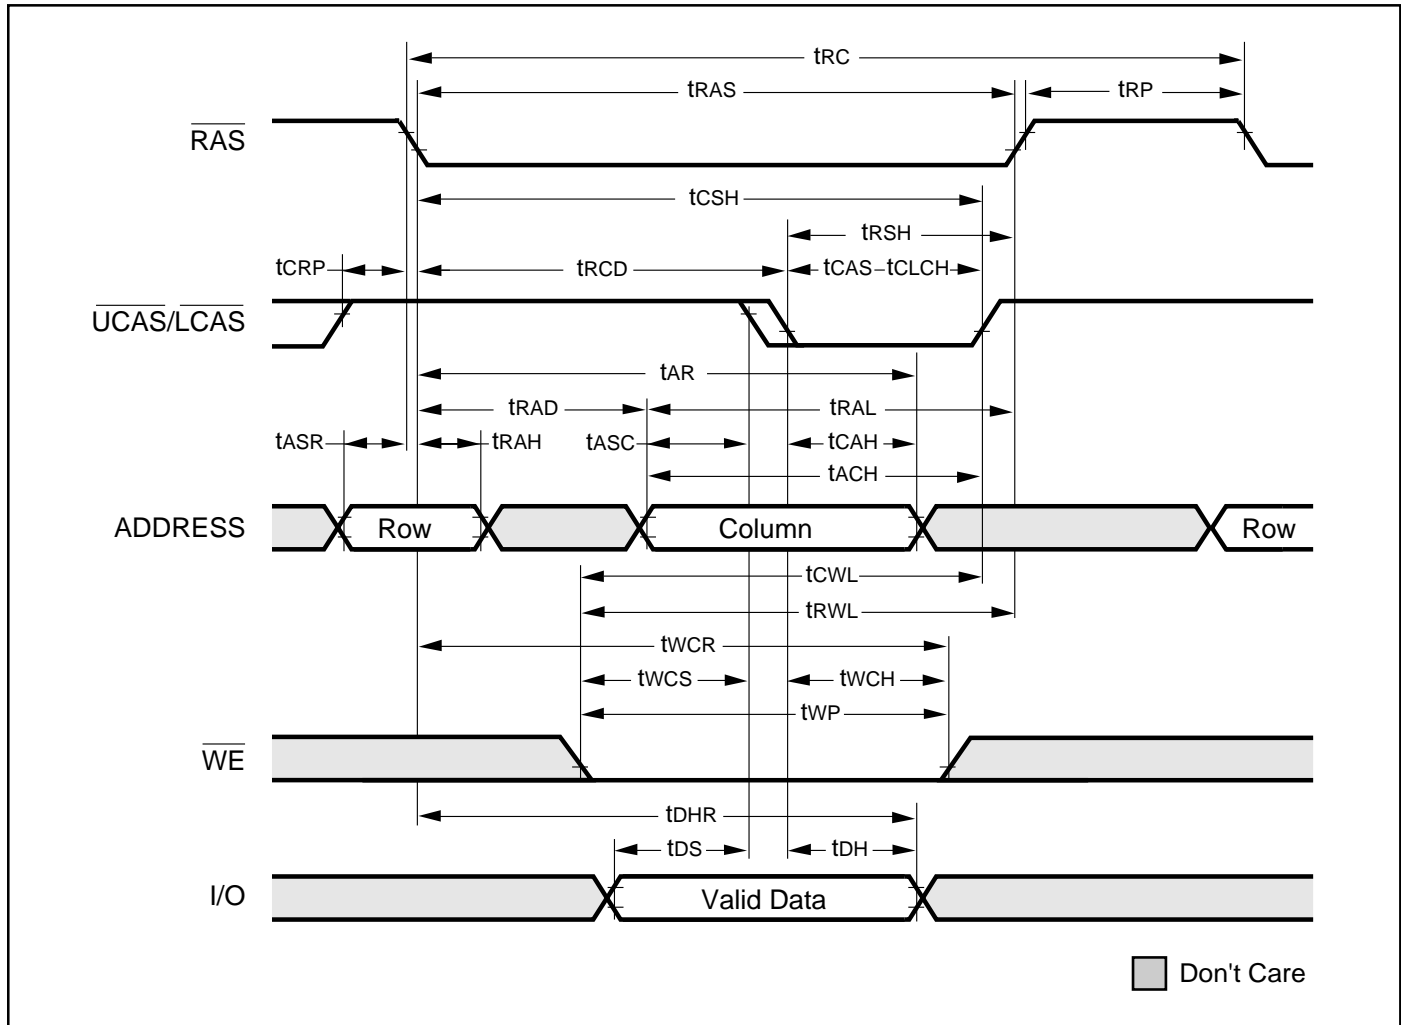 tRC
tRAS
tRP
RAS
tCSH
tRSH
tCRP
tRCD
tCAS–tCLCH
UCAS/LCAS
tAR
tRAD
tRAL
tASR
tRAH
tASC
tCAH
tACH
ADDRESS
Row
Column
Row
tCWL
tRWL
tWCR
tWCS
tWCH
tWP
WE
tDHR
tDS
tDH
I/O
Valid Data
Don't Care